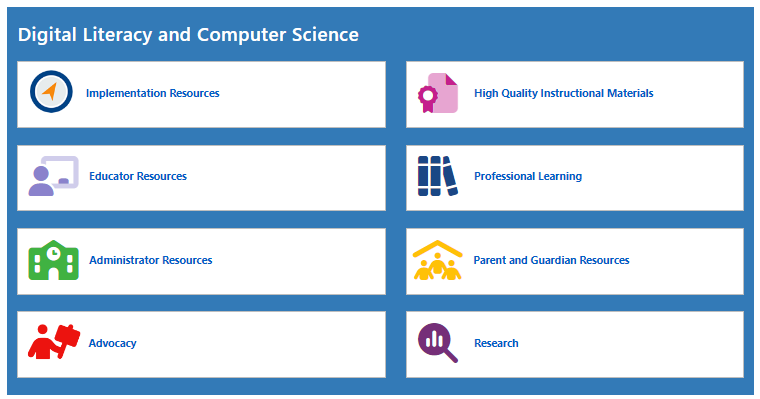 Digital Literacy and Computer Science
Implementation Resources
High Quality Instructional Materials
Educator Resources
Professional Learning
Administrator Resources
Parent and Guardian Resources
Advocacy
Research